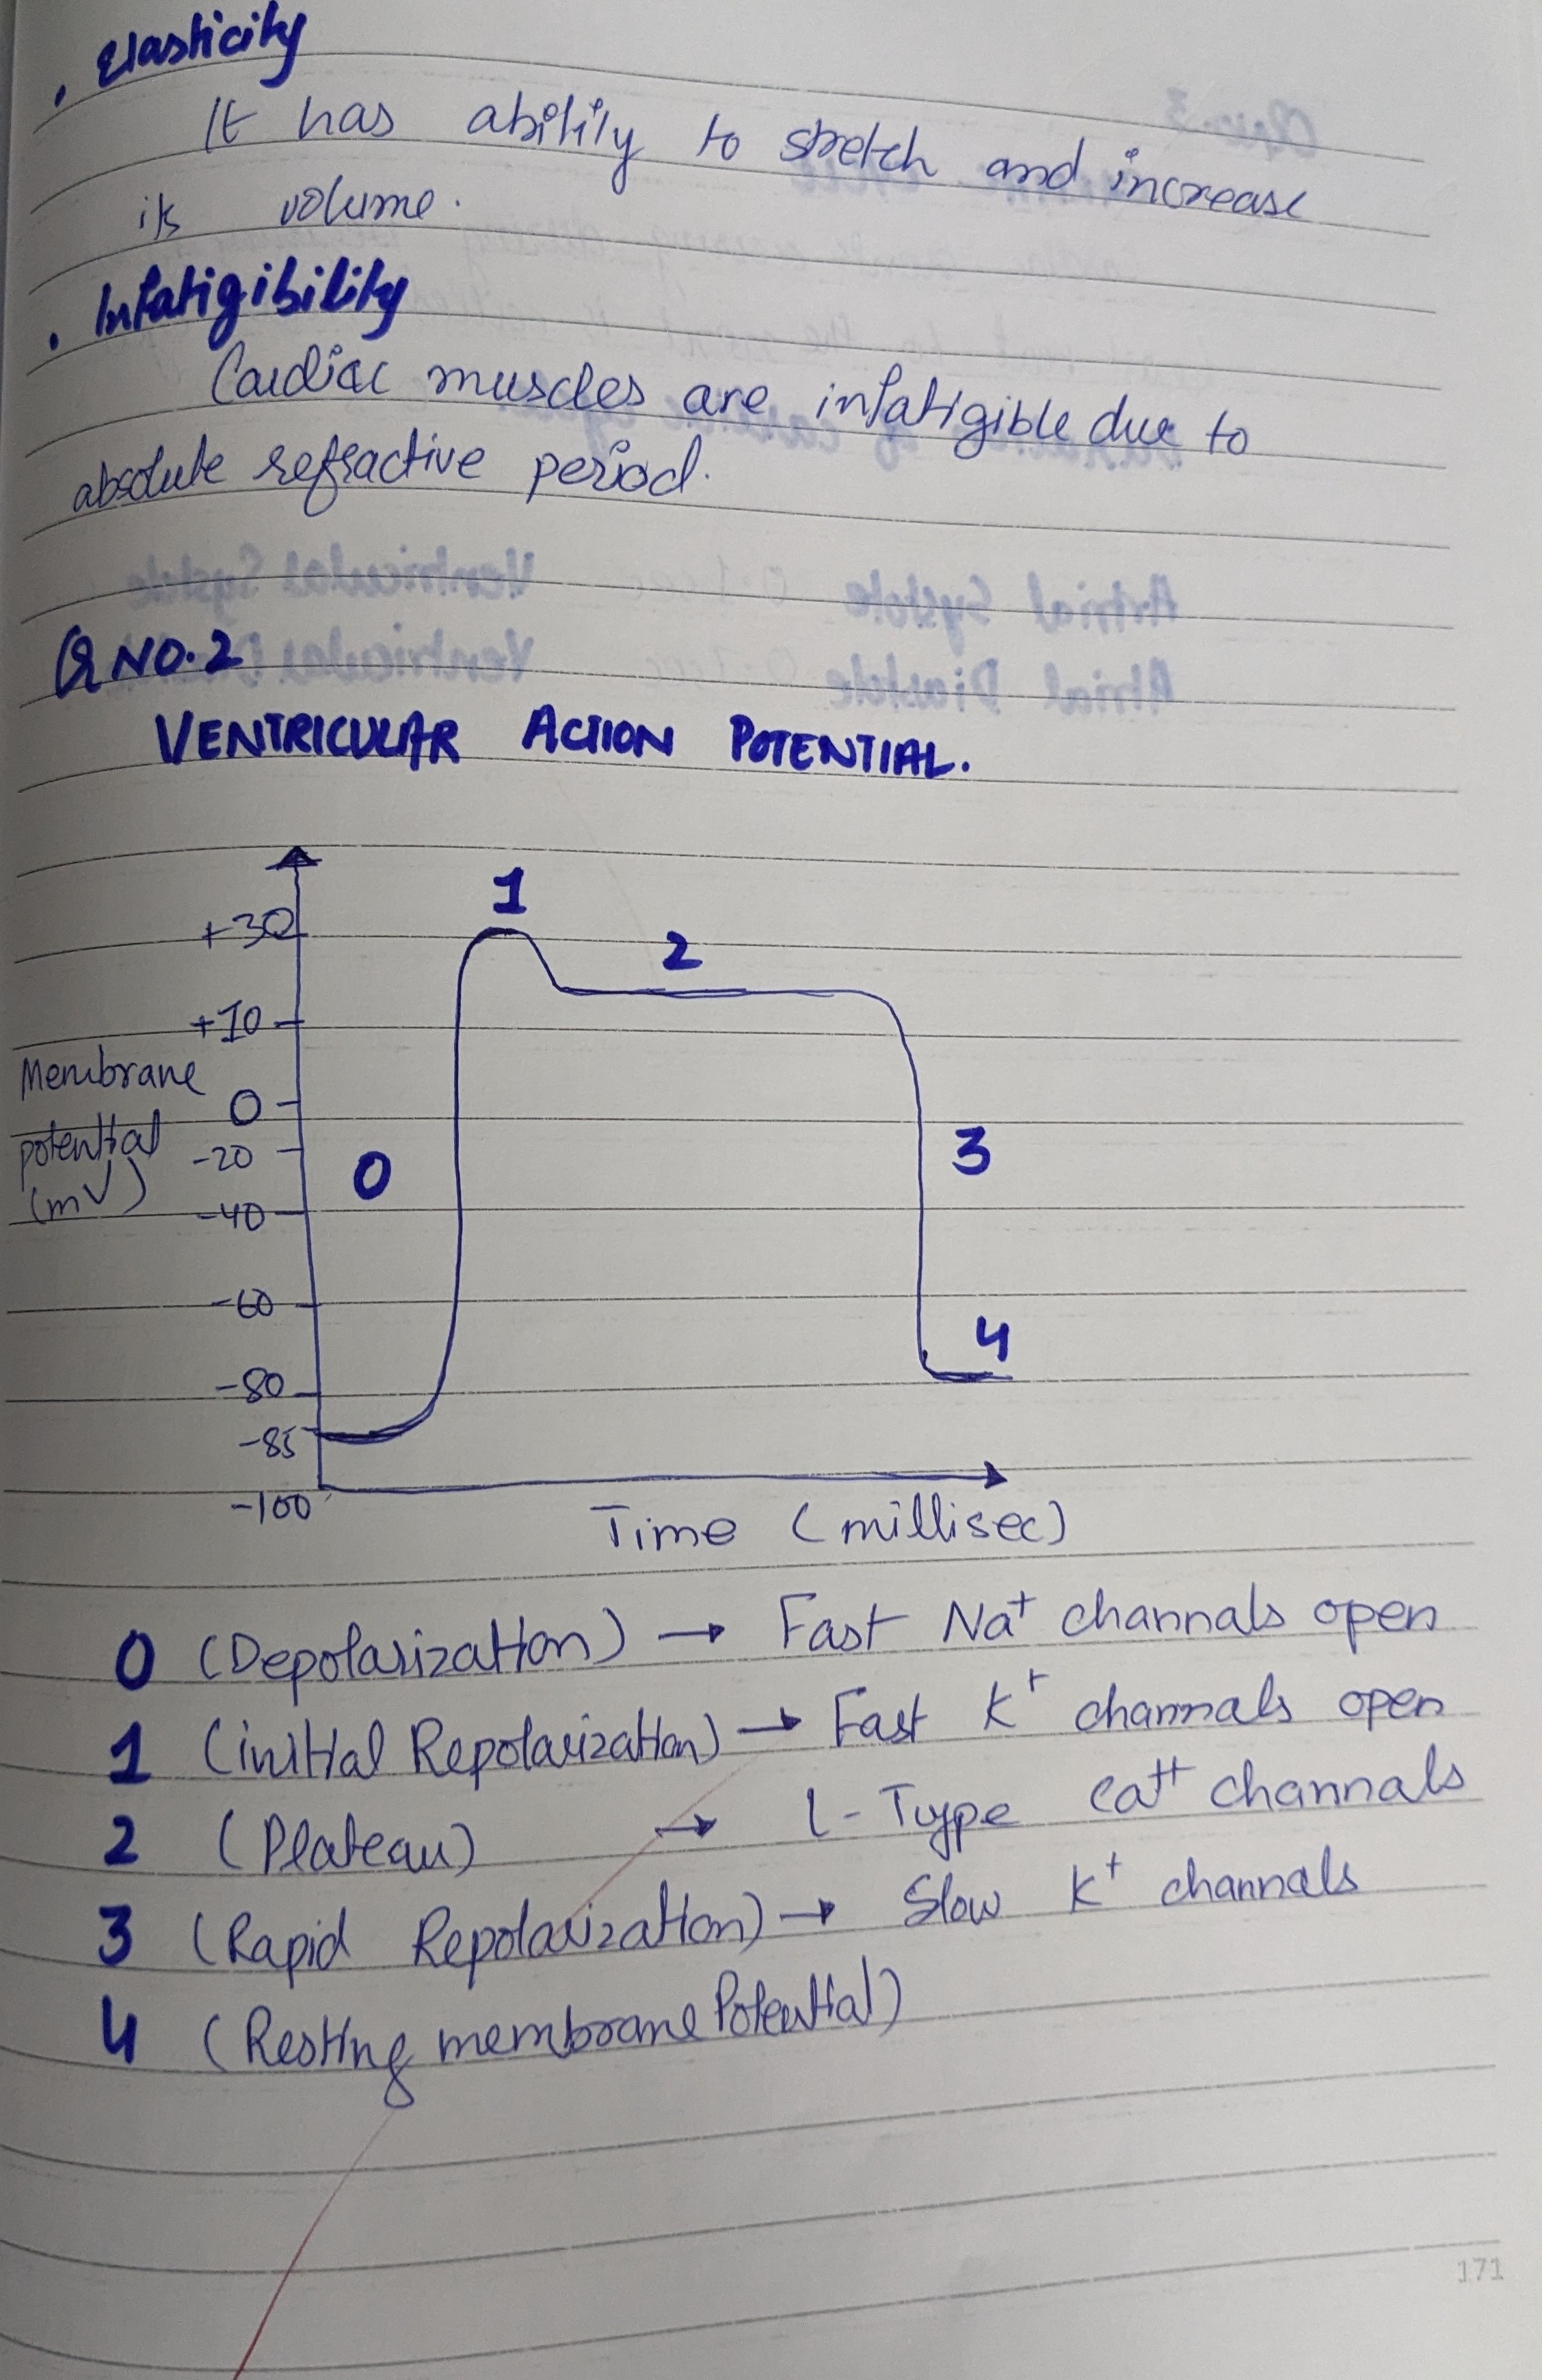 . Elasticity
It has ability to stretch and increase
its volume.
. Infatigibility
Cardiac muscles are infatigible due to
absolute refractive period.
Q NO.2
VENTRICULAR ACTION POTENTIAL.
+30
+10
0
-20
-40
-60
-80
-85
-100
Membrane
potential
(mV)
0
1
2
3
4
Time (millisec)
0 (Depolarization) → Fast Na+ channals open
1 (initial Repolarization) → Fast K+ channals open
2 (Plateau) → L-Type Ca++ channals
3 (Rapid Repolarization) → Slow K+ channals
4 (Resting membrane Potential)
171